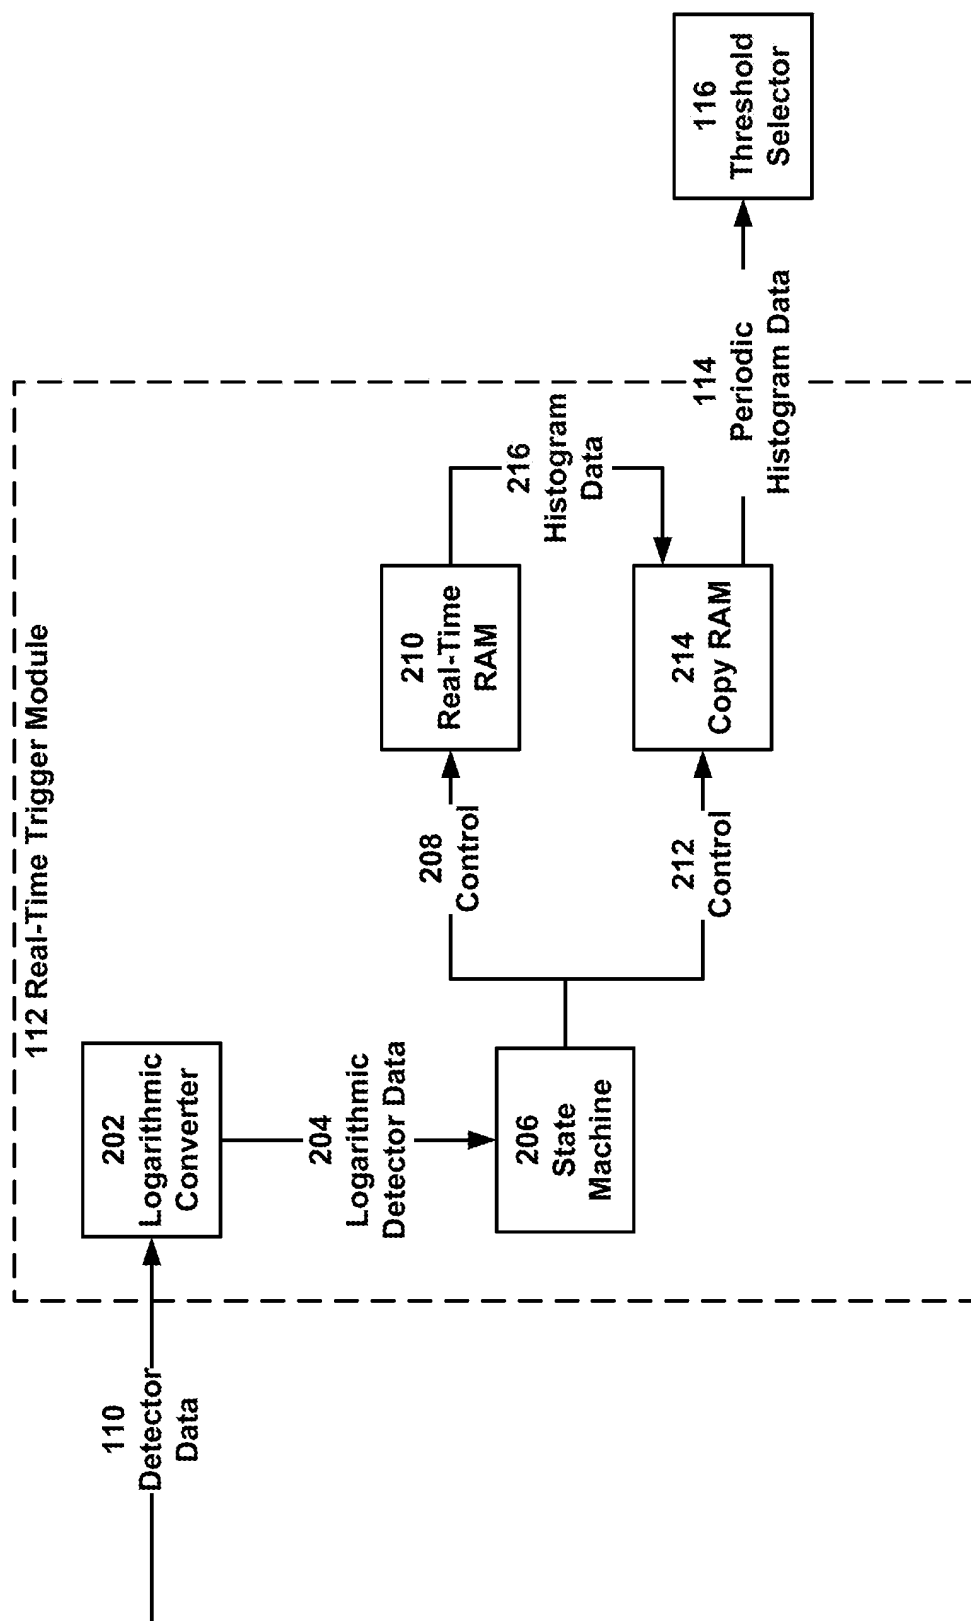 112 Real-Time Trigger Module
110
Detector
Data
202
Logarithmic
Converter
204
Logarithmic
Detector Data
206
State
Machine
208
Control
210
Real-Time
RAM
216
Histogram
Data
212
Control
214
Copy RAM
114
Periodic
Histogram Data
116
Threshold
Selector